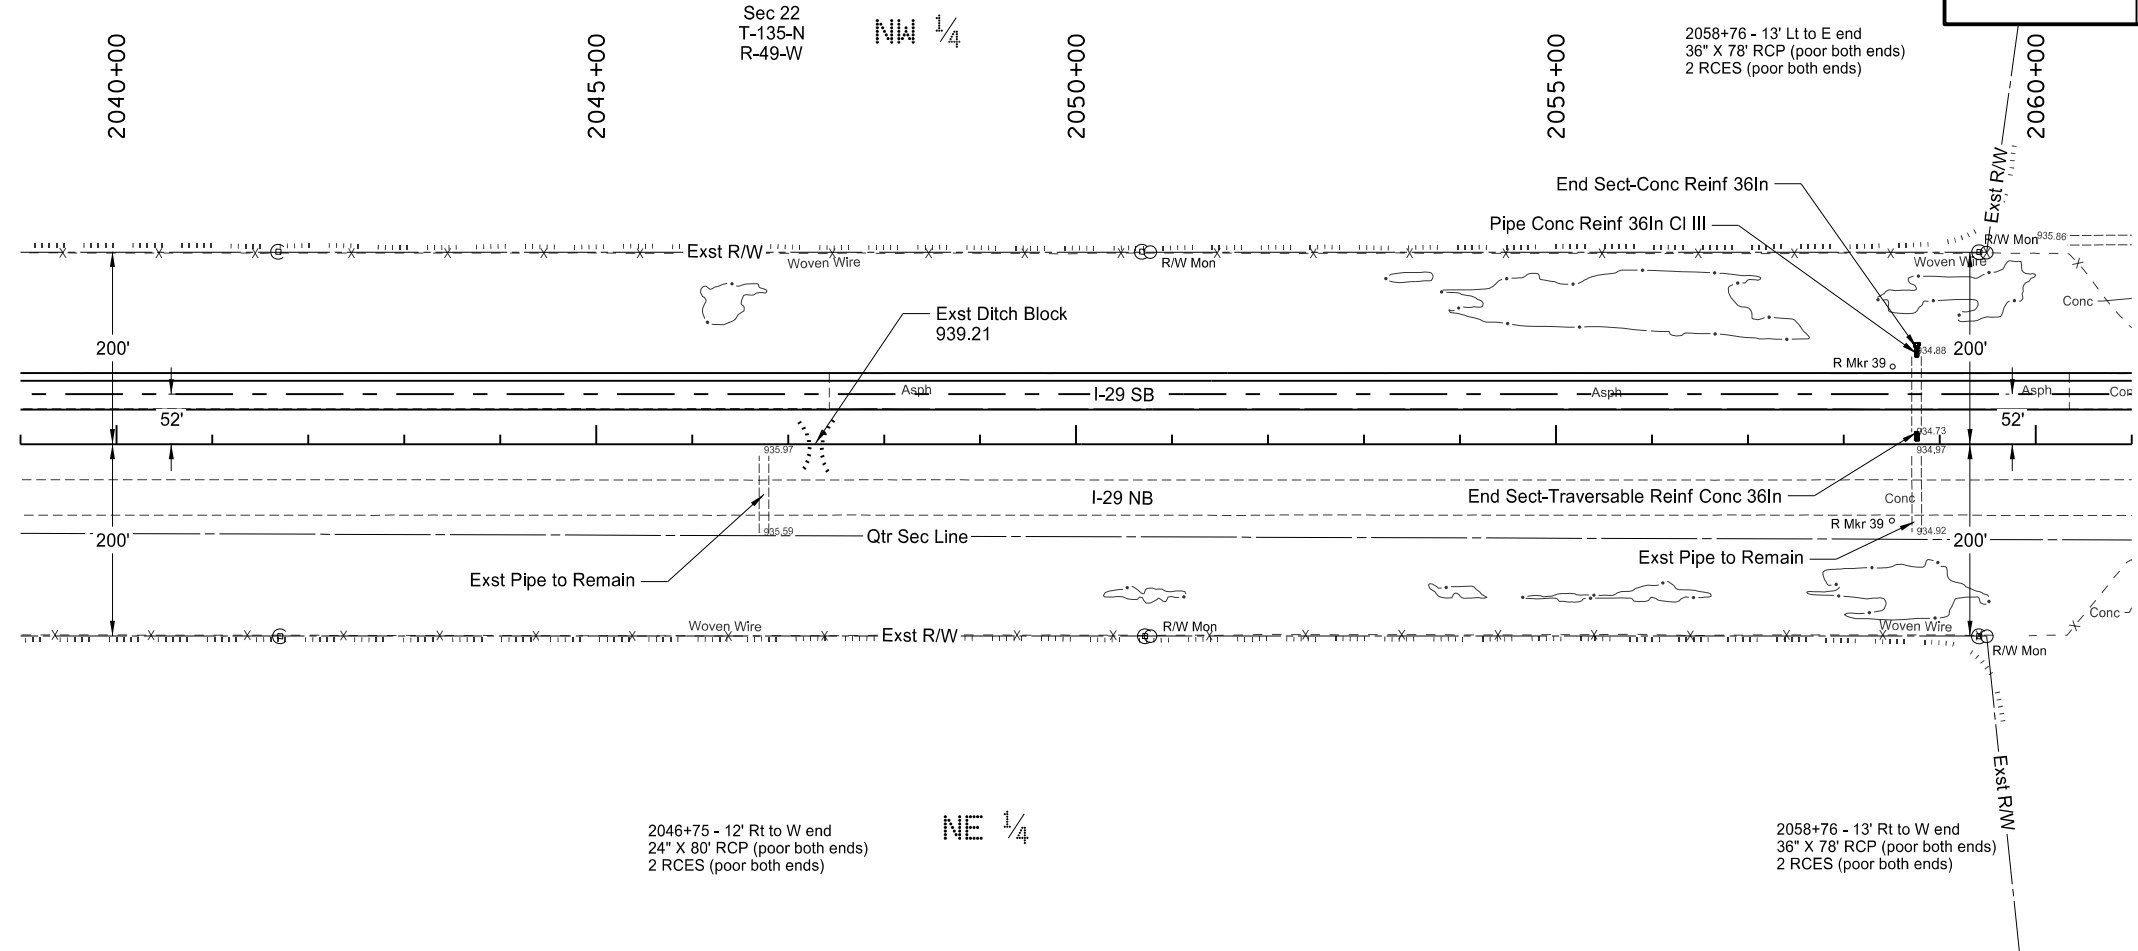 Sec 22
T-135-N
R-49-W
NW 1/4
2058+76 - 13' Lt to E end
36" X 78' RCP (poor both ends)
2 RCES (poor both ends)
2040+00
2045+00
2050+00
2055+00
2060+00
End Sect-Conc Reinf 36In
Pipe Conc Reinf 36In Cl III
Exst R/W
Exst R/W
Woven Wire
R/W Mon
R/W Mon
935.86
Woven Wire
Conc
Exst Ditch Block
939.21
200'
934.88
200'
R Mkr 39
Asph
I-29 SB
Asph
Asph
Con
52'
52'
934.73
935.97
934.97
I-29 NB
End Sect-Traversable Reinf Conc 36In
Conc
R Mkr 39
935.59
934.92
200'
Qtr Sec Line
200'
Exst Pipe to Remain
Exst Pipe to Remain
Conc
Woven Wire
Exst R/W
R/W Mon
Woven Wire
R/W Mon
Exst R/W
NE 1/4
2046+75 - 12' Rt to W end
24" X 80' RCP (poor both ends)
2 RCES (poor both ends)
2058+76 - 13' Rt to W end
36" X 78' RCP (poor both ends)
2 RCES (poor both ends)